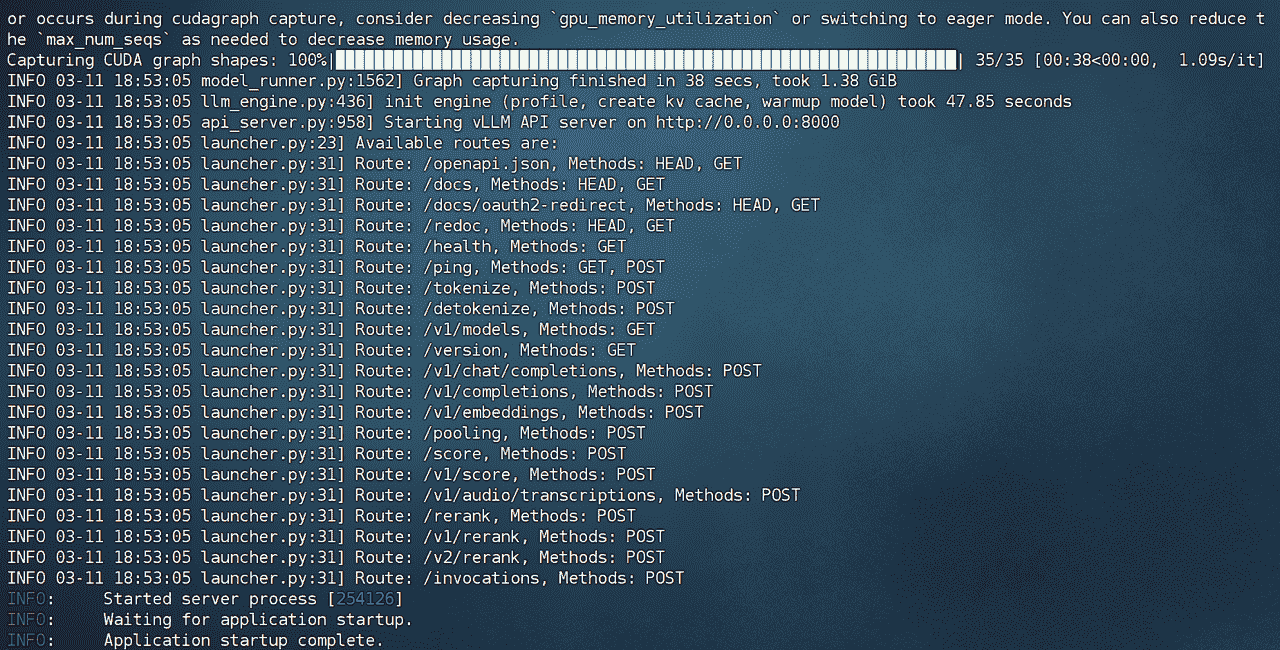 or occurs during cudagraph capture, consider decreasing `gpu_memory_utilization` or switching to eager mode. You can also reduce t
he `max_num_seqs` as needed to decrease memory usage.
Capturing CUDA graph shapes: 100%|██████████████████████████████████████████████████████████████| 35/35 [00:38<00:00,  1.09s/it]
INFO 03-11 18:53:05 model_runner.py:1562] Graph capturing finished in 38 secs, took 1.38 GiB
INFO 03-11 18:53:05 llm_engine.py:436] init engine (profile, create kv cache, warmup model) took 47.85 seconds
INFO 03-11 18:53:05 api_server.py:958] Starting vLLM API server on http://0.0.0.0:8000
INFO 03-11 18:53:05 launcher.py:23] Available routes are:
INFO 03-11 18:53:05 launcher.py:31] Route: /openapi.json, Methods: HEAD, GET
INFO 03-11 18:53:05 launcher.py:31] Route: /docs, Methods: HEAD, GET
INFO 03-11 18:53:05 launcher.py:31] Route: /docs/oauth2-redirect, Methods: HEAD, GET
INFO 03-11 18:53:05 launcher.py:31] Route: /redoc, Methods: HEAD, GET
INFO 03-11 18:53:05 launcher.py:31] Route: /health, Methods: GET
INFO 03-11 18:53:05 launcher.py:31] Route: /ping, Methods: GET, POST
INFO 03-11 18:53:05 launcher.py:31] Route: /tokenize, Methods: POST
INFO 03-11 18:53:05 launcher.py:31] Route: /detokenize, Methods: POST
INFO 03-11 18:53:05 launcher.py:31] Route: /v1/models, Methods: GET
INFO 03-11 18:53:05 launcher.py:31] Route: /version, Methods: GET
INFO 03-11 18:53:05 launcher.py:31] Route: /v1/chat/completions, Methods: POST
INFO 03-11 18:53:05 launcher.py:31] Route: /v1/completions, Methods: POST
INFO 03-11 18:53:05 launcher.py:31] Route: /v1/embeddings, Methods: POST
INFO 03-11 18:53:05 launcher.py:31] Route: /pooling, Methods: POST
INFO 03-11 18:53:05 launcher.py:31] Route: /score, Methods: POST
INFO 03-11 18:53:05 launcher.py:31] Route: /v1/score, Methods: POST
INFO 03-11 18:53:05 launcher.py:31] Route: /v1/audio/transcriptions, Methods: POST
INFO 03-11 18:53:05 launcher.py:31] Route: /rerank, Methods: POST
INFO 03-11 18:53:05 launcher.py:31] Route: /v1/rerank, Methods: POST
INFO 03-11 18:53:05 launcher.py:31] Route: /v2/rerank, Methods: POST
INFO 03-11 18:53:05 launcher.py:31] Route: /invocations, Methods: POST
INFO:     Started server process [254126]
INFO:     Waiting for application startup.
INFO:     Application startup complete.